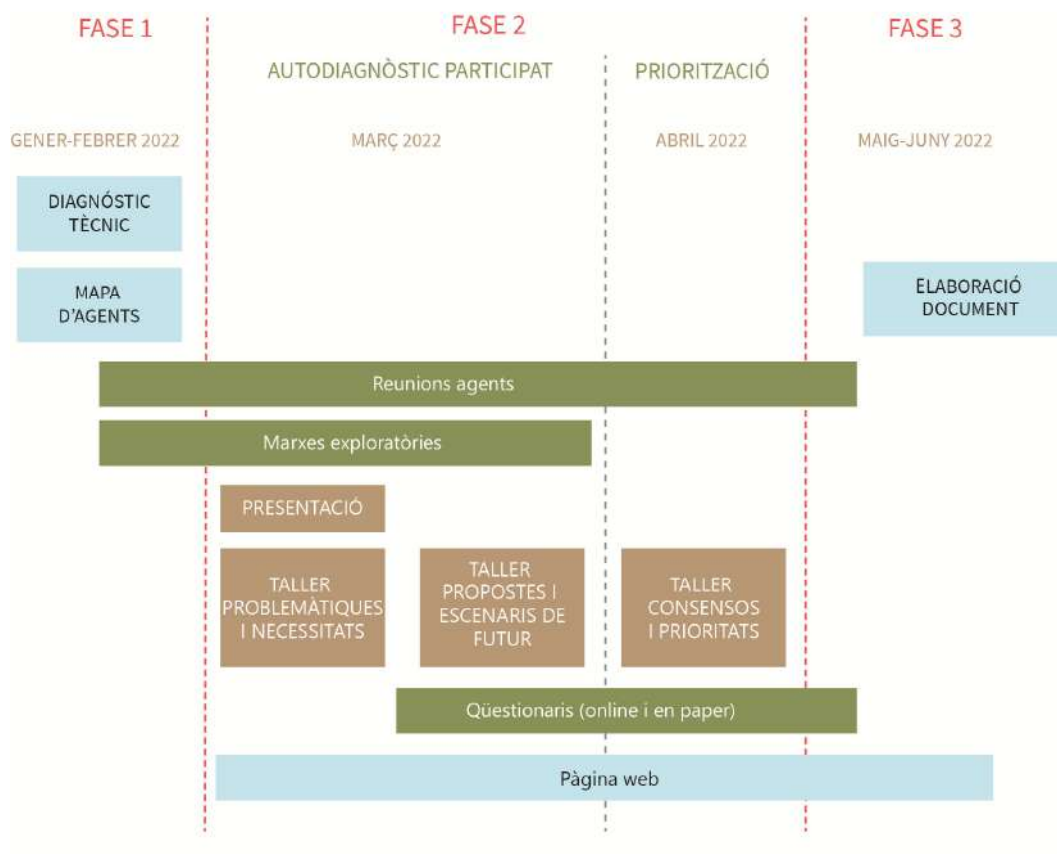 FASE 1
FASE 2
FASE 3
AUTODIAGNÒSTIC PARTICIPAT
PRIORITZACIÓ
GENER-FEBRER 2022
MARÇ 2022
ABRIL 2022
MAIG-JUNY 2022
DIAGNÓSTIC
TÈCNIC
MAPA
D'AGENTS
ELABORACIÓ
DOCUMENT
Reunions agents
Marxes exploratòries
PRESENTACIÓ
TALLER
PROBLEMÀTIQUES
I NECESSITATS
TALLER
PROPOSTES I
ESCENARIS DE
FUTUR
TALLER
CONSENSOS
I PRIORITATS
Qüestionaris (online i en paper)
Pàgina web